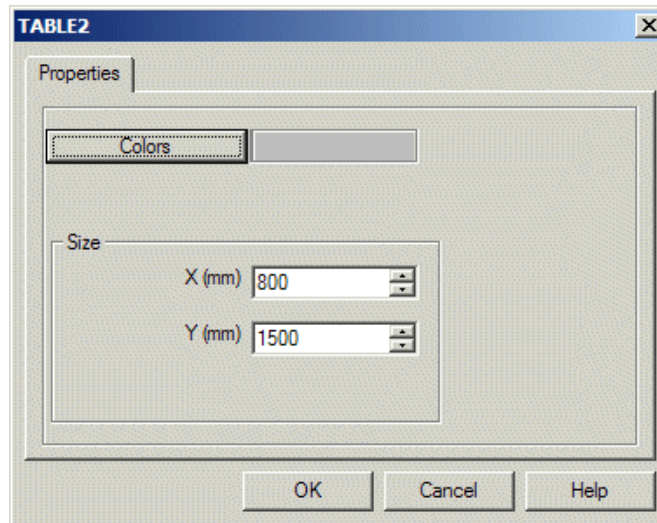 TABLE2
Properties
Colors
Size
X (mm) 800
Y (mm) 1500
OK Cancel Help